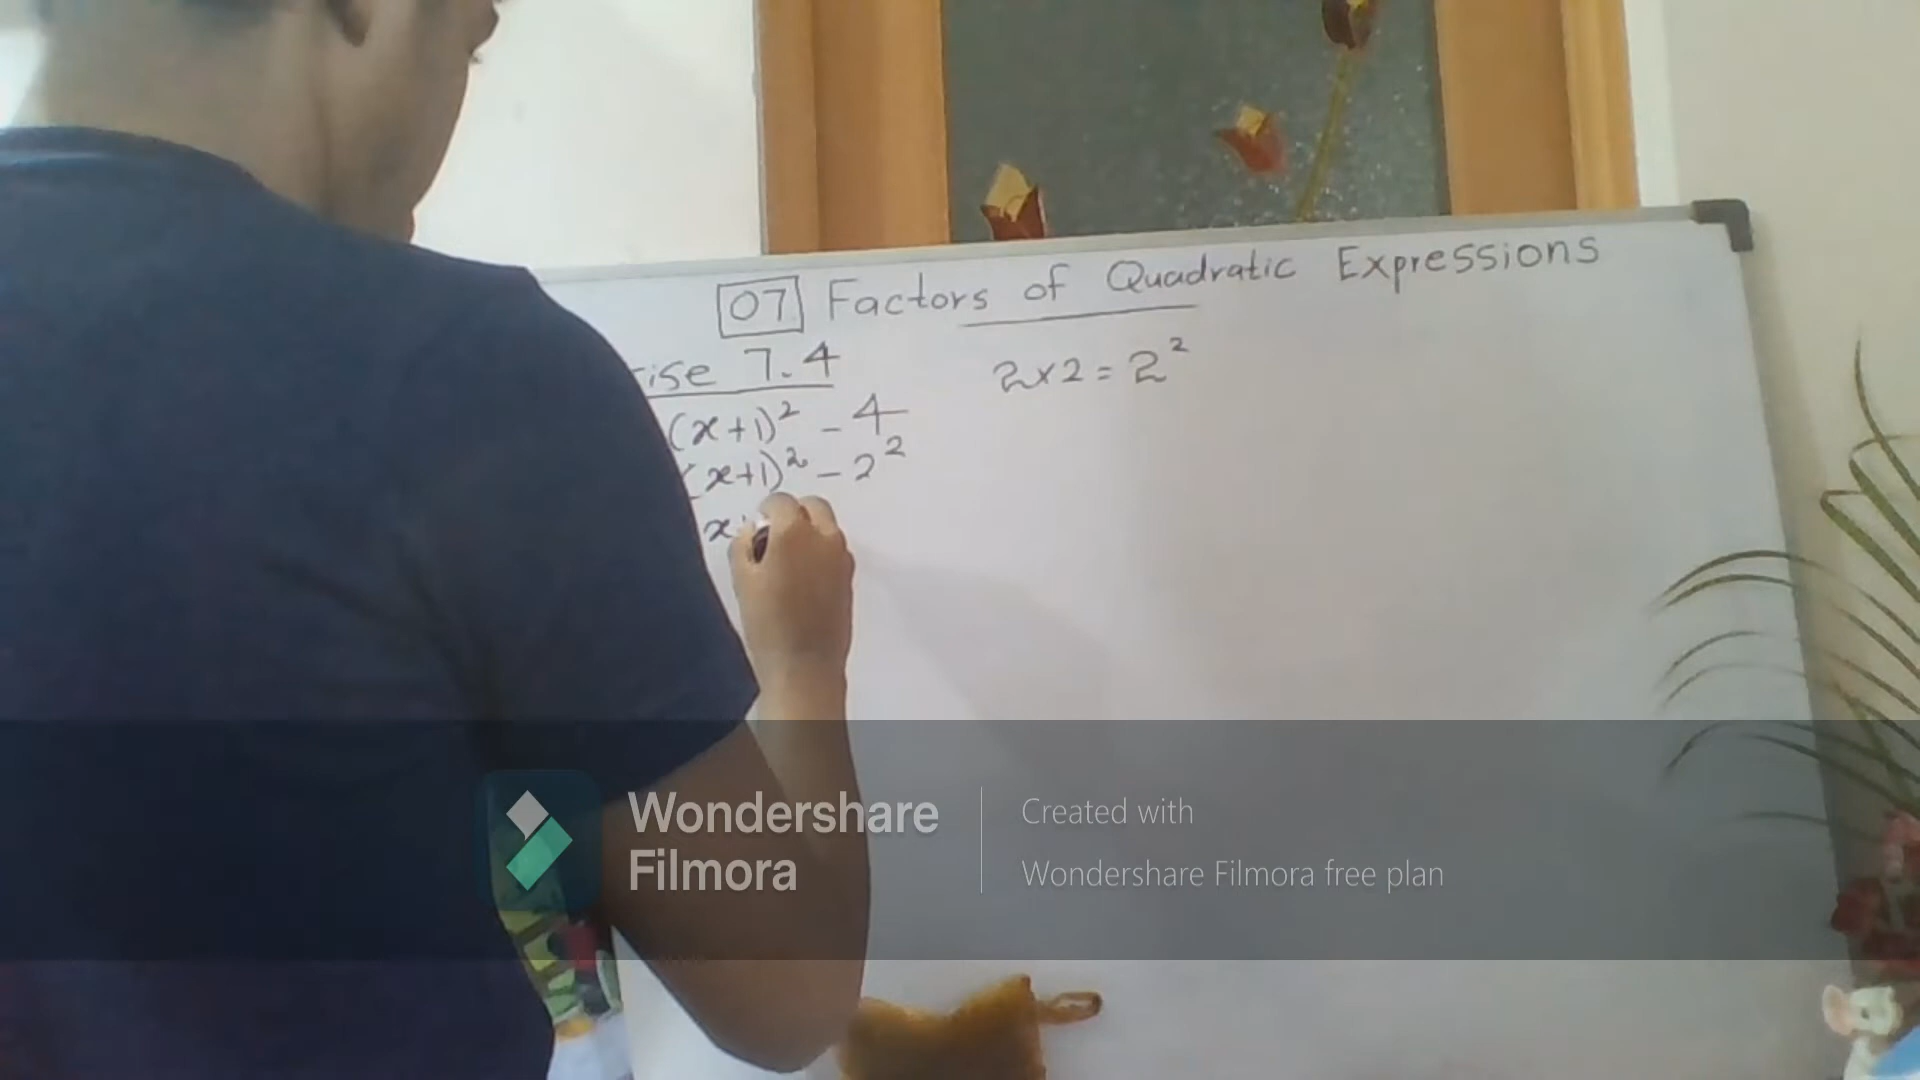 07 Factors of Quadratic Expressions
rise 7.4
2x2=2²
(x+1)² - 4
(x+1)² - 2²
x
Wondershare
Filmora
Created with
Wondershare Filmora free plan